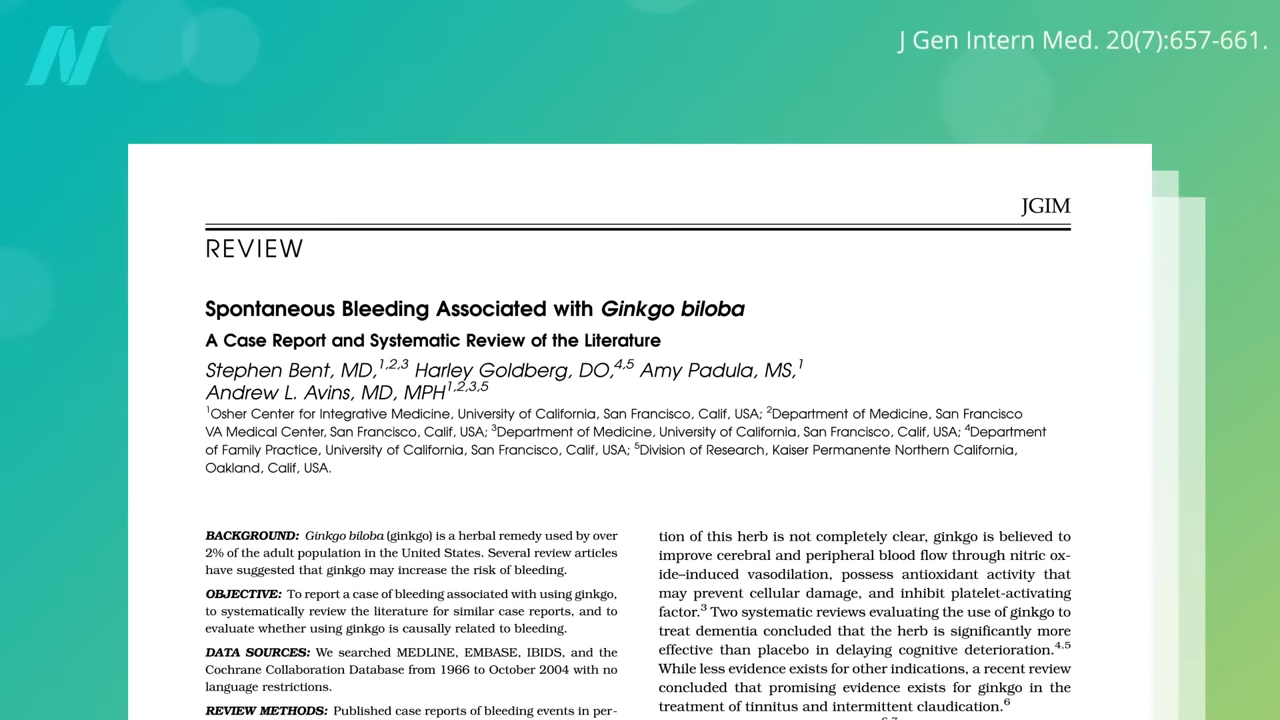 J Gen Intern Med. 20(7):657-661.
JGIM
REVIEW
Spontaneous Bleeding Associated with Ginkgo biloba
A Case Report and Systematic Review of the Literature
Stephen Bent, MD,1,2,3 Harley Goldberg, DO,4,5 Amy Padula, MS,1
Andrew L. Avins, MD, MPH1,2,3,5
1Osher Center for Integrative Medicine, University of California, San Francisco, Calif, USA; 2Department of Medicine, San Francisco
VA Medical Center, San Francisco, Calif, USA; 3Department of Medicine, University of California, San Francisco, Calif, USA; 4Department
of Family Practice, University of California, San Francisco, Calif, USA; 5Division of Research, Kaiser Permanente Northern California,
Oakland, Calif, USA.
BACKGROUND: Ginkgo biloba (ginkgo) is a herbal remedy used by over
2% of the adult population in the United States. Several review articles
have suggested that ginkgo may increase the risk of bleeding.
OBJECTIVE: To report a case of bleeding associated with using ginkgo,
to systematically review the literature for similar case reports, and to
evaluate whether using ginkgo is causally related to bleeding.
DATA SOURCES: We searched MEDLINE, EMBASE, IBIDS, and the
Cochrane Collaboration Database from 1966 to October 2004 with no
language restrictions.
REVIEW METHODS: Published case reports of bleeding events in per-
tion of this herb is not completely clear, ginkgo is believed to
improve cerebral and peripheral blood flow through nitric ox-
ide–induced vasodilation, possess antioxidant activity that
may prevent cellular damage, and inhibit platelet-activating
factor.3 Two systematic reviews evaluating the use of ginkgo to
treat dementia concluded that the herb is significantly more
effective than placebo in delaying cognitive deterioration.4,5
While less evidence exists for other indications, a recent review
concluded that promising evidence exists for ginkgo in the
treatment of tinnitus and intermittent claudication.6